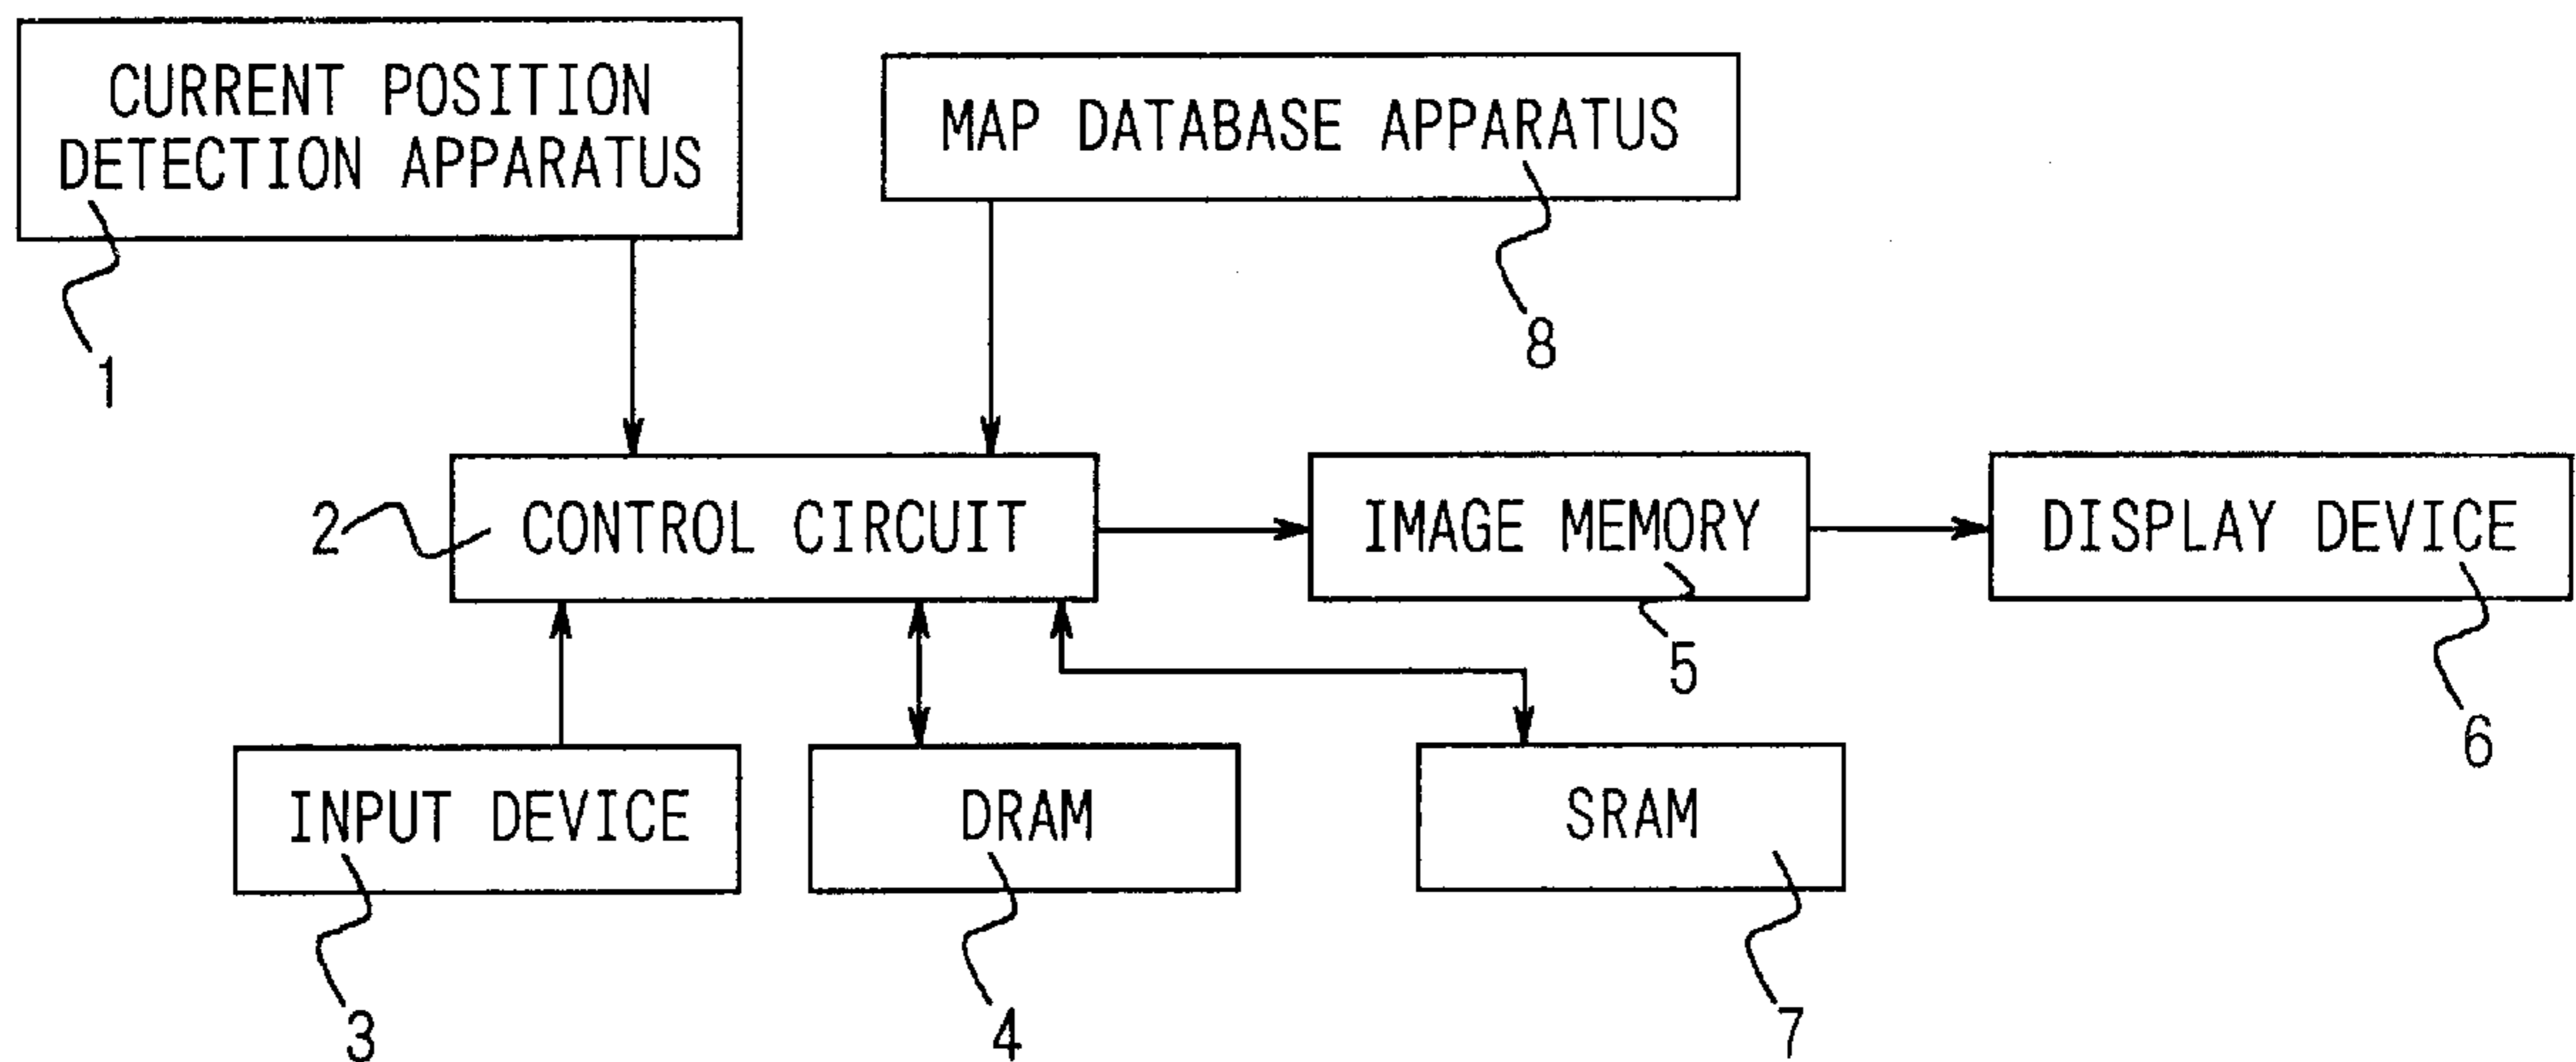 CURRENT POSITION
DETECTION APPARATUS
MAP DATABASE APPARATUS
1
8
2
CONTROL CIRCUIT
IMAGE MEMORY
DISPLAY DEVICE
5
6
INPUT DEVICE
DRAM
SRAM
3
4
7